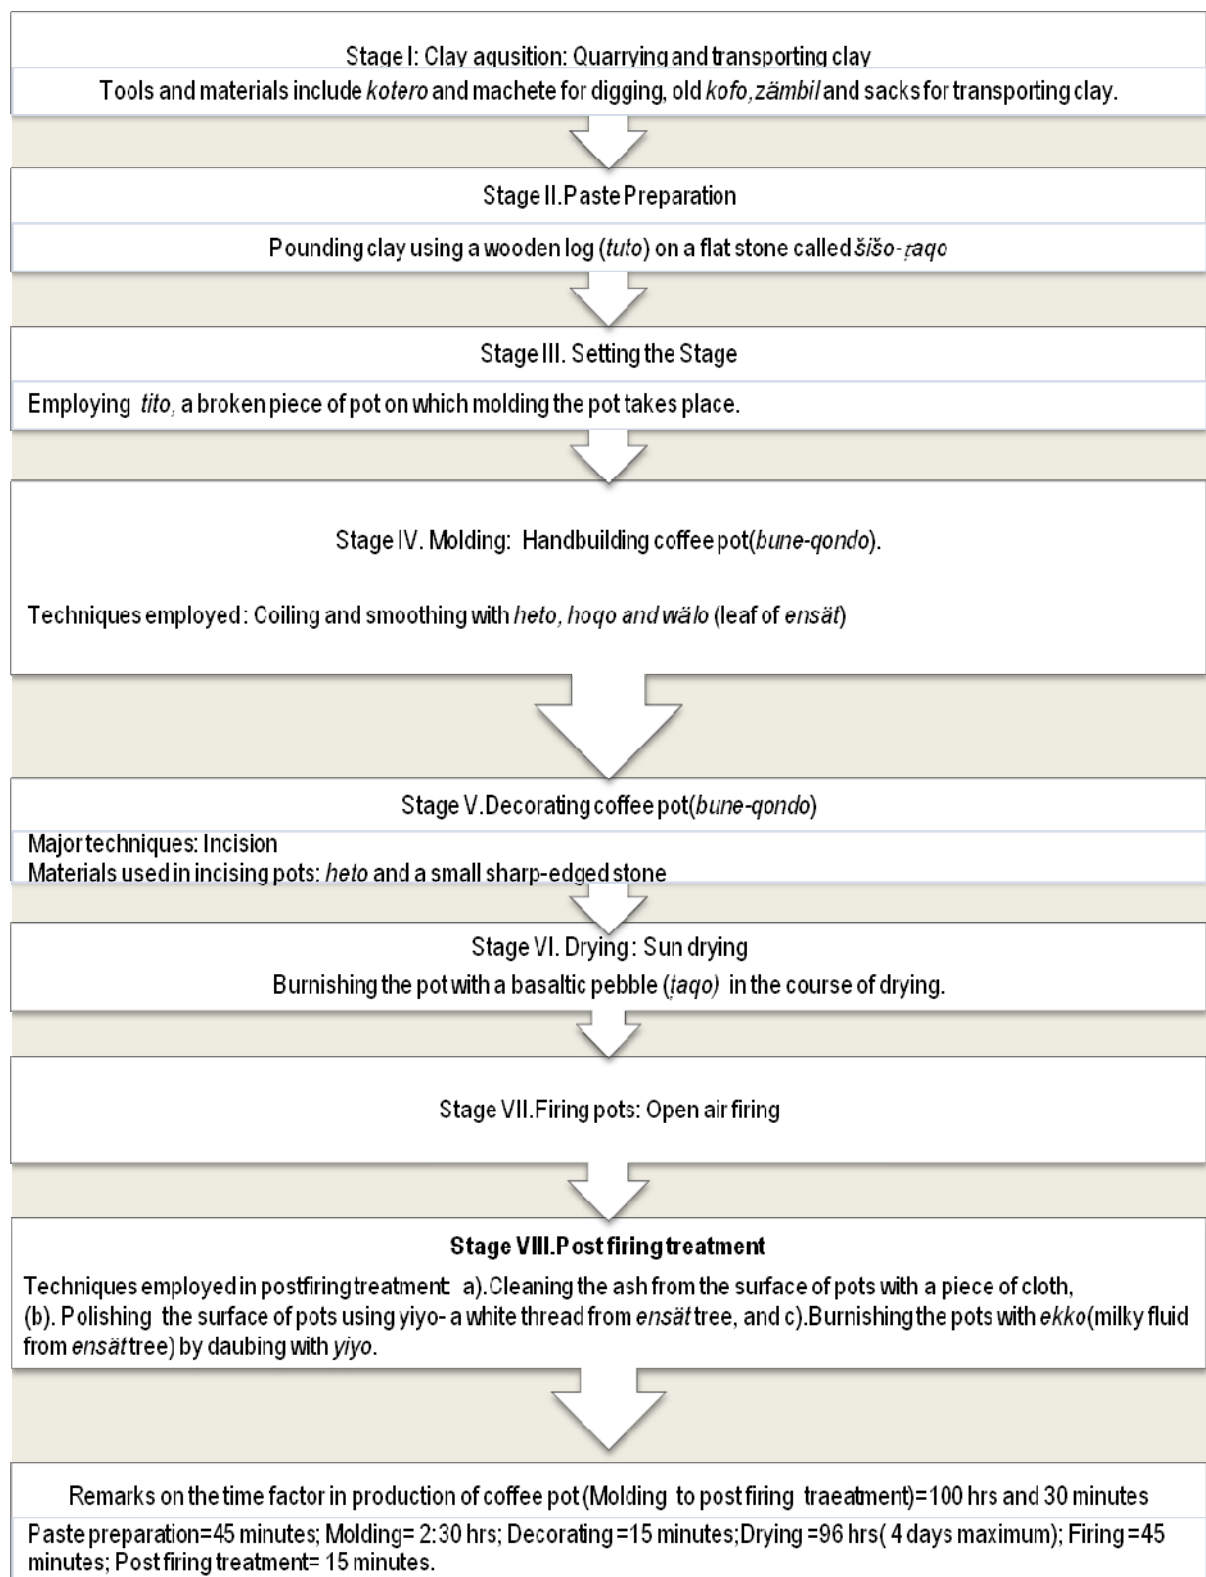 Stage I: Clay aqusition: Quarrying and transporting clay
Tools and materials include kotero and machete for digging, old kofo, zämbil and sacks for transporting clay.
Stage II.Paste Preparation
Pounding clay using a wooden log (tuto) on a flat stone called šišo-ṭaqo
Stage III. Setting the Stage
Employing tito, a broken piece of pot on which molding the pot takes place.
Stage IV. Molding: Handbuilding coffee pot(bune-qondo).
Techniques employed: Coiling and smoothing with heto, hoqo and wälo (leaf of ensät)
Stage V.Decorating coffee pot(bune-qondo)
Major techniques: Incision
Materials used in incising pots: heto and a small sharp-edged stone
Stage VI. Drying: Sun drying
Burnishing the pot with a basaltic pebble (ṭaqo) in the course of drying.
Stage VII.Firing pots: Open air firing
Stage VIII.Post firing treatment
Techniques employed in postfiring treatment: a).Cleaning the ash from the surface of pots with a piece of cloth,
(b). Polishing the surface of pots using yiyo- a white thread from ensät tree, and c).Burnishing the pots with ekko(milky fluid
from ensät tree) by daubing with yiyo.
Remarks on the time factor in production of coffee pot (Molding to post firing traeatment)=100 hrs and 30 minutes
Paste preparation=45 minutes; Molding= 2:30 hrs; Decorating =15 minutes;Drying =96 hrs( 4 days maximum); Firing =45
minutes; Post firing treatment= 15 minutes.